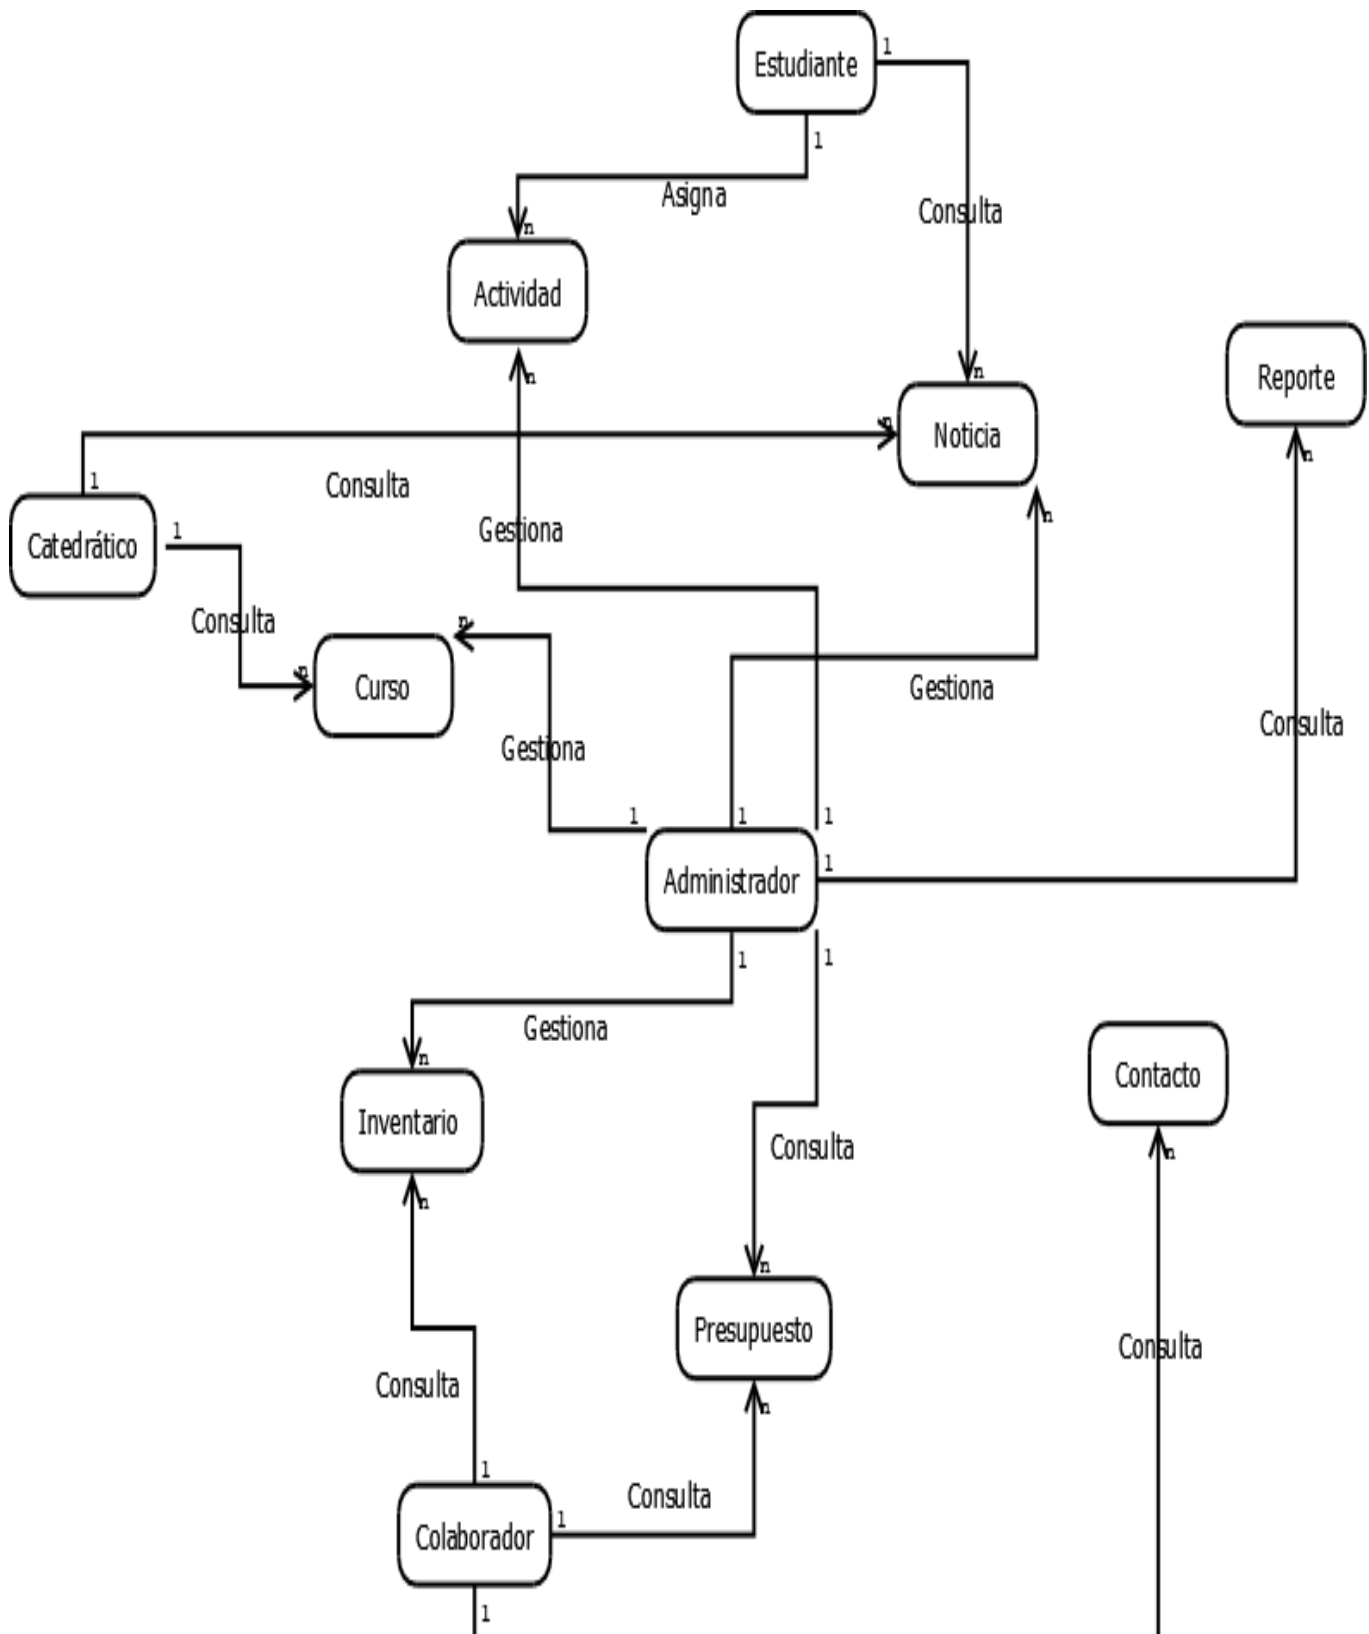 Estudiante
1
1
Asigna
Consulta
n
Actividad
n
n
Reporte
Noticia
n
n
n
1
Consulta
Gestiona
n
Catedrático
1
Consulta
n
n
Curso
Gestiona
Gestiona
Consulta
1
1
1
Administrador
1
1
1
Gestiona
n
Contacto
Inventario
Consulta
n
n
n
Presupuesto
Consulta
n
Consulta
1
Consulta
Colaborador
1
1